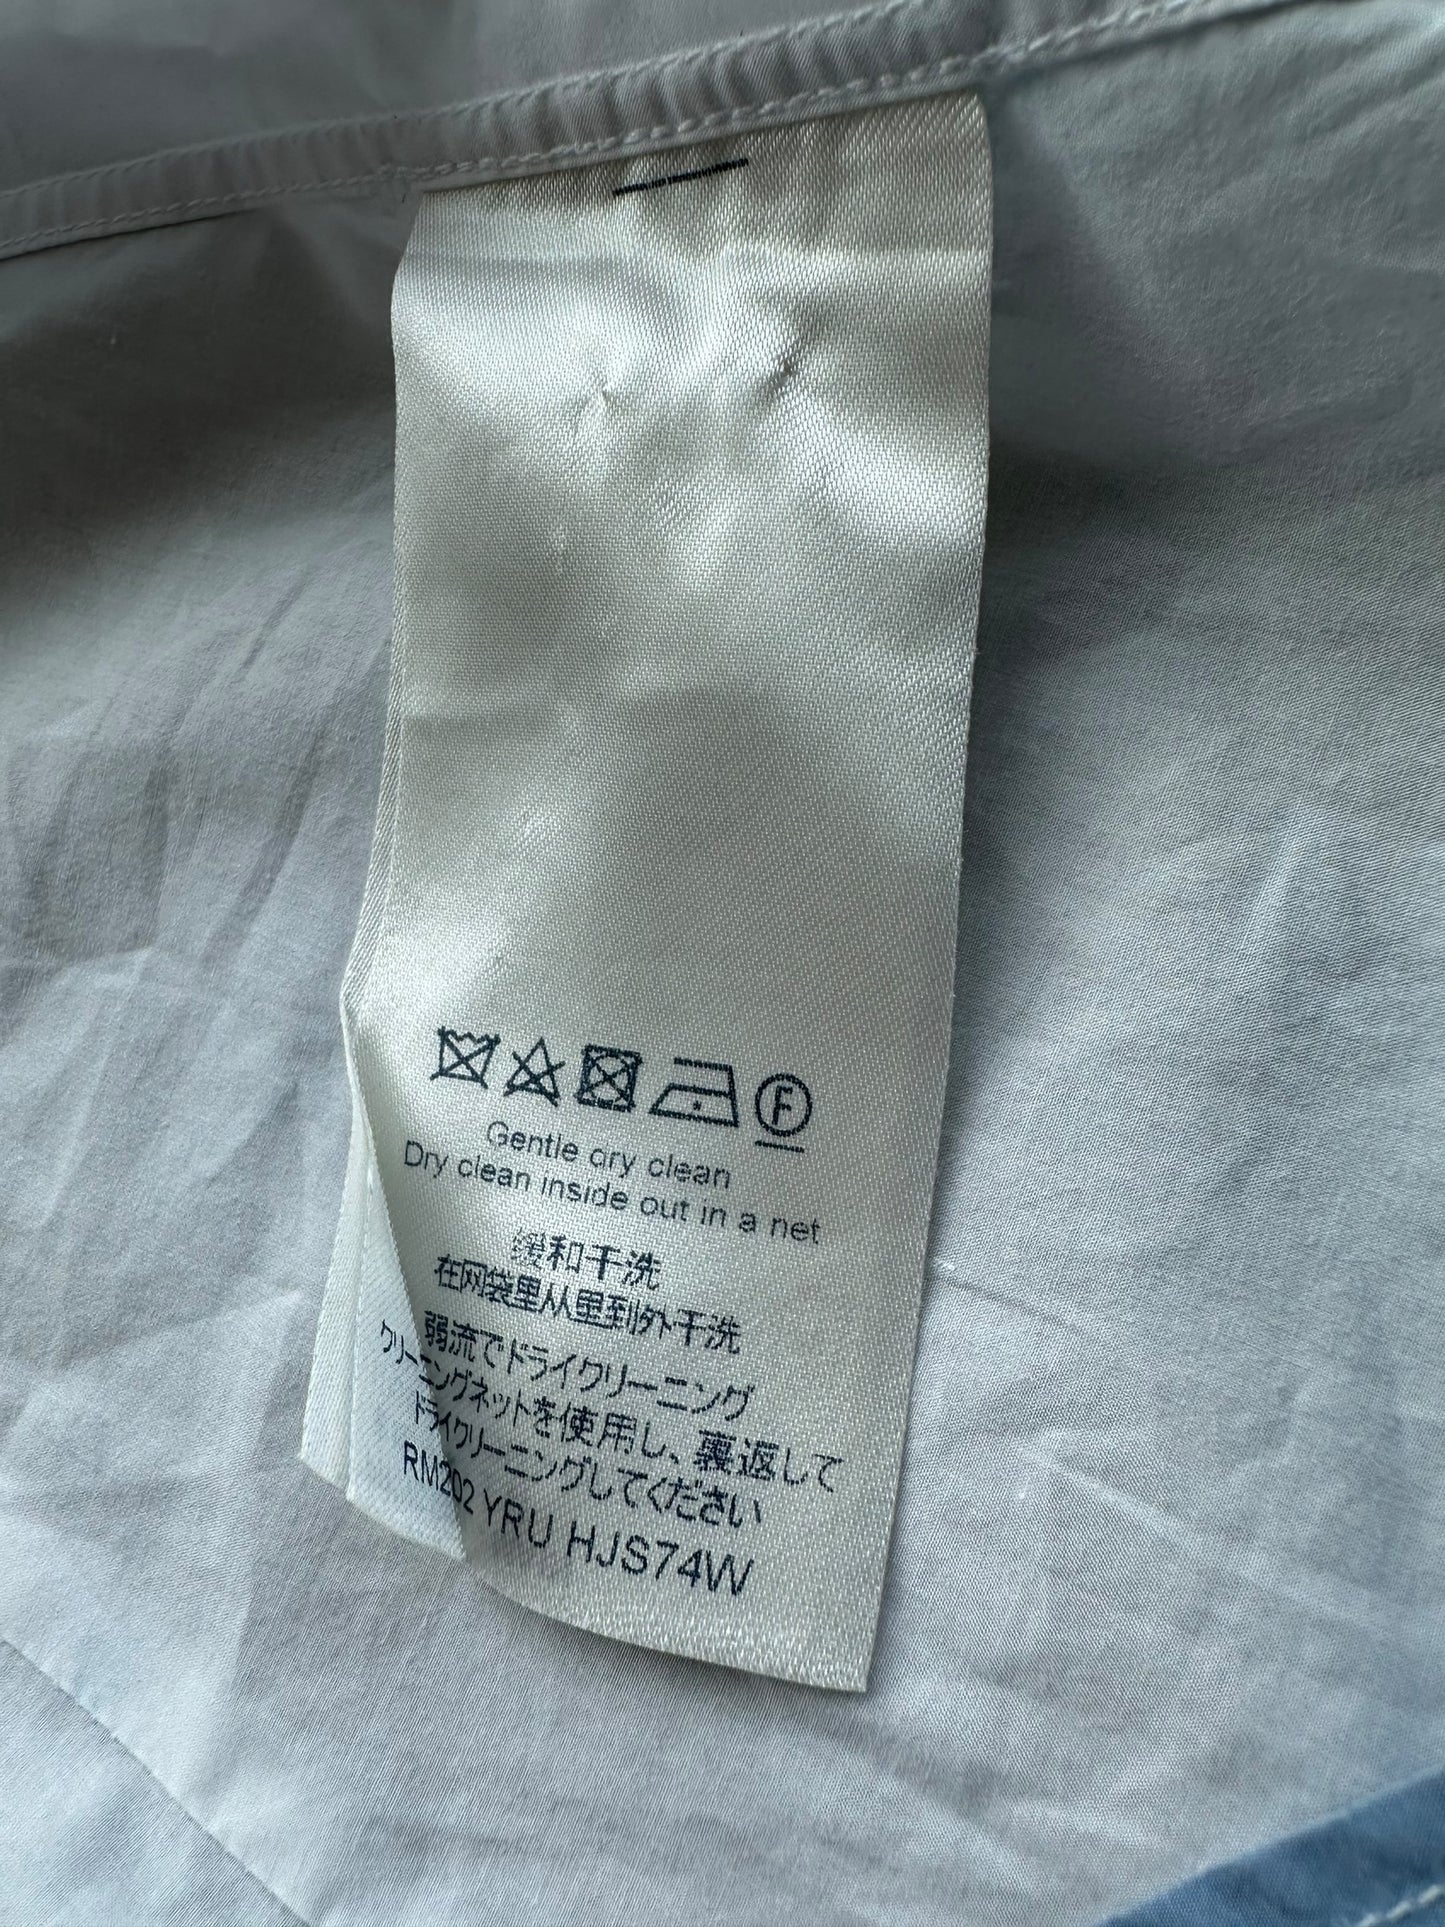 F
Gentle dry clean
Dry clean inside out in a net
缓和干洗
在网袋里从里到外干洗
弱流でドライクリーニング
クリーニングネットを使用し、裏返して
ドライクリーニングしてください
RM202 YRU HJS74W